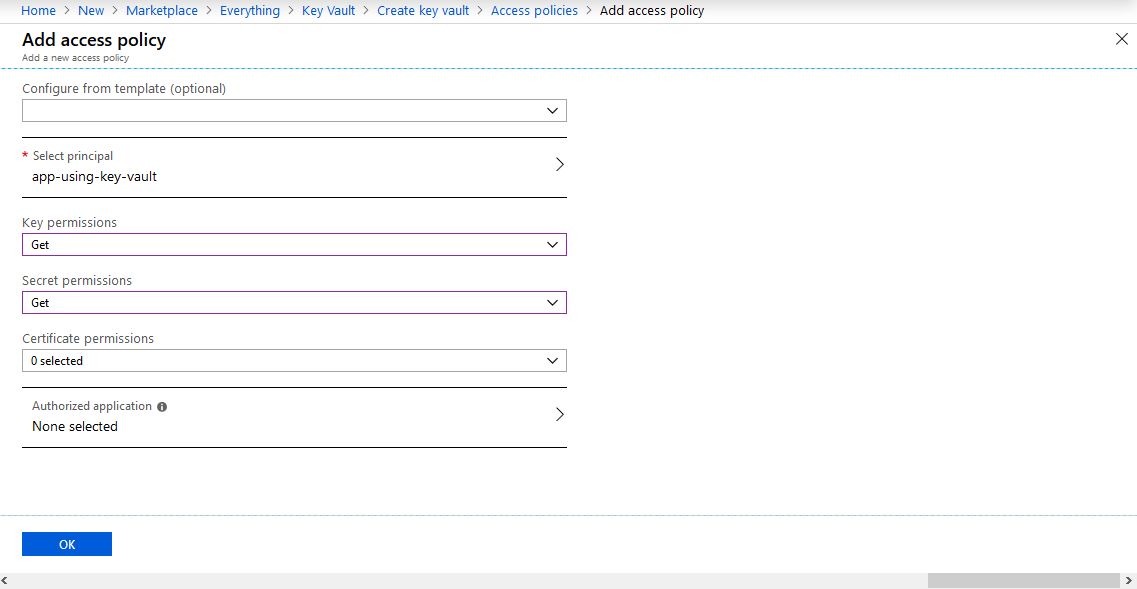 Home > New > Marketplace > Everything > Key Vault > Create key vault > Access policies > Add access policy
Add access policy
Add a new access policy
Configure from template (optional)
* Select principal
app-using-key-vault
Key permissions
Get
Secret permissions
Get
Certificate permissions
0 selected
Authorized application
None selected
OK